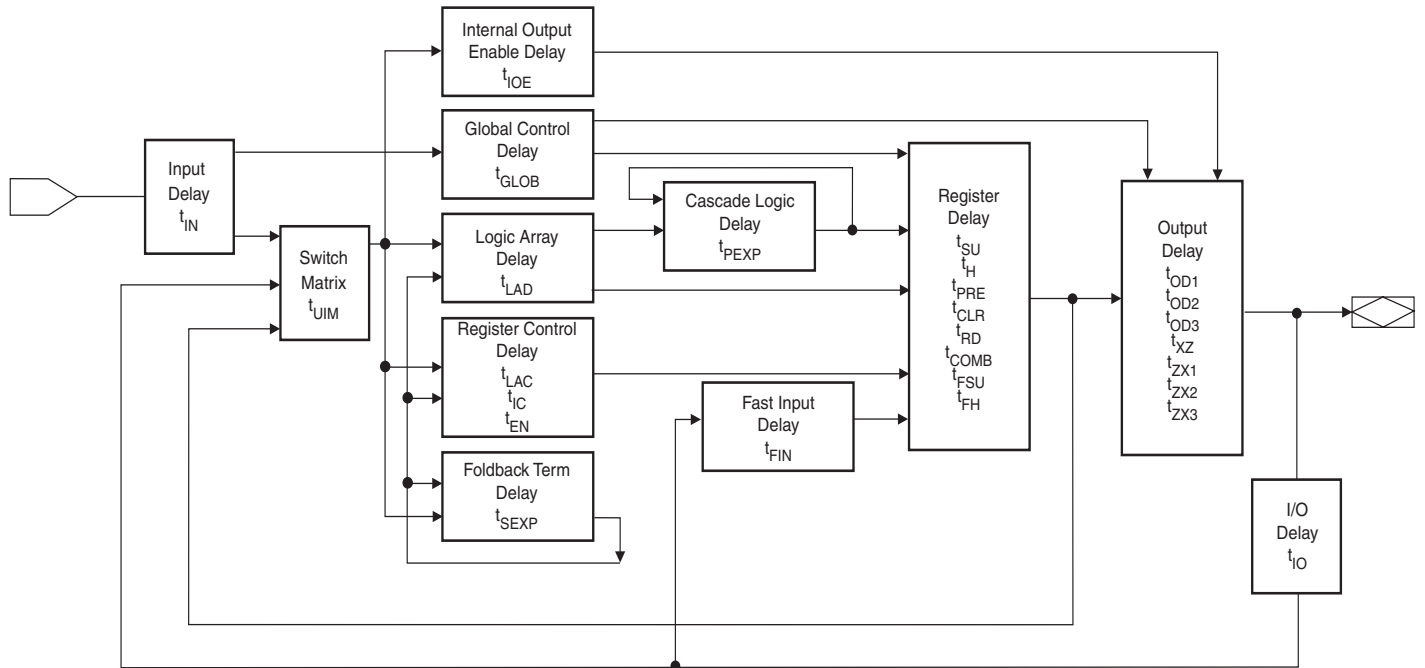 Internal Output
Enable Delay
tIOE
Global Control
Delay
tGLOB
Input
Delay
tIN
Switch
Matrix
tUIM
Logic Array
Delay
tLAD
Cascade Logic
Delay
tPEXP
Register Control
Delay
tLAC
tIC
tEN
Foldback Term
Delay
tSEXP
Fast Input
Delay
tFIN
Register
Delay
tSU
tH
tPRE
tCLR
tRD
tCOMB
tFSU
tFH
Output
Delay
tOD1
tOD2
tOD3
tXZ
tZX1
tZX2
tZX3
I/O
Delay
tIO